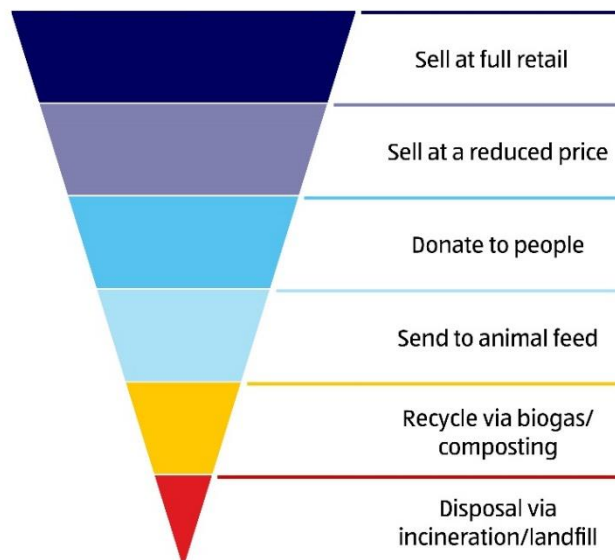 Sell at full retail
Sell at a reduced price
Donate to people
Send to animal feed
Recycle via biogas/
composting
Disposal via
incineration/landfill